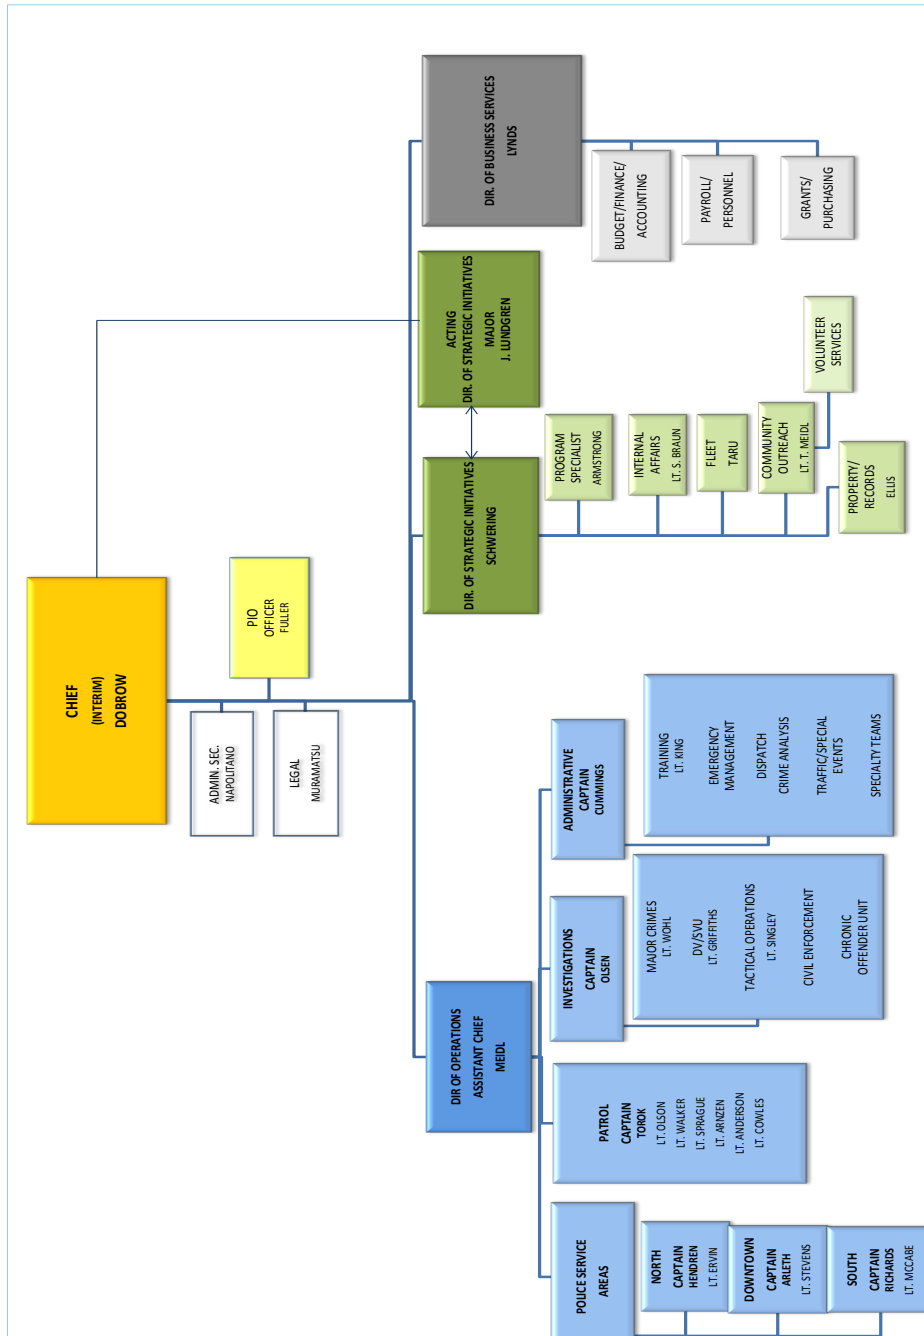 CHIEF
(INTERIM)
DOBROW
ADMIN. SEC.
NAPOLITANO
PIO
OFFICER
FULLER
LEGAL
MURAMATSU
DIR OF OPERATIONS
ASSISTANT CHIEF
MEIDL
DIR. OF STRATEGIC INITIATIVES
SCHWERING
ACTING
DIR. OF STRATEGIC INITIATIVES
MAJOR
J. LUNDGREN
DIR. OF BUSINESS SERVICES
LYNDS
POLICE SERVICE
AREAS
NORTH
CAPTAIN
HENDREN
LT. ERVIN
DOWNTOWN
CAPTAIN
ARLETH
LT. STEVENS
SOUTH
CAPTAIN
RICHARDS
LT. MCCABE
PATROL
CAPTAIN
TOROK
LT. OLSON
LT. WALKER
LT. SPRAGUE
LT. ARNZEN
LT. ANDERSON
LT. COWLES
INVESTIGATIONS
CAPTAIN
OLSEN
MAJOR CRIMES
LT. WOHL
DV/SVU
LT. GRIFFITHS
TACTICAL OPERATIONS
LT. SINGLEY
CIVIL ENFORCEMENT
CHRONIC
OFFENDER UNIT
ADMINISTRATIVE
CAPTAIN
CUMMINGS
TRAINING
LT. KING
EMERGENCY
MANAGEMENT
DISPATCH
CRIME ANALYSIS
TRAFFIC/SPECIAL
EVENTS
SPECIALTY TEAMS
PROGRAM
SPECIALIST
ARMSTRONG
INTERNAL
AFFAIRS
LT. S. BRAUN
FLEET
TARU
COMMUNITY
OUTREACH
LT. T. MEIDL
VOLUNTEER
SERVICES
PROPERTY/
RECORDS
ELLIS
BUDGET/FINANCE/
ACCOUNTING
PAYROLL/
PERSONNEL
GRANTS/
PURCHASING